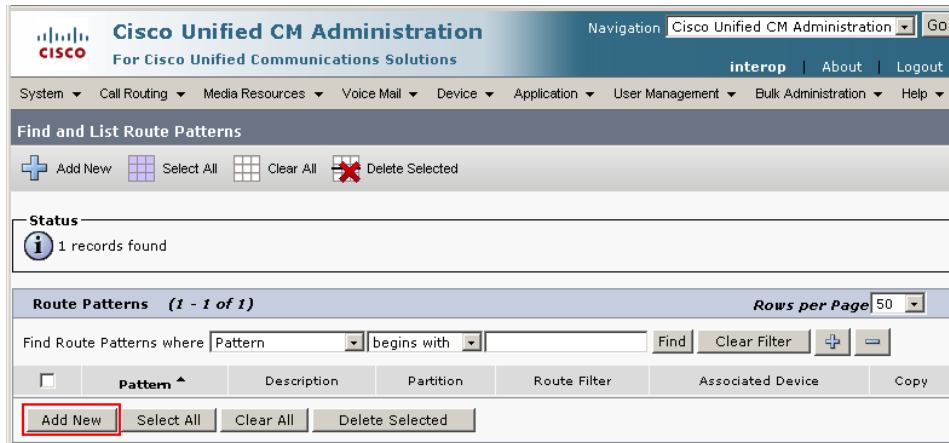 Cisco Unified CM Administration Navigation Cisco Unified CM Administration Go
CISCO For Cisco Unified Communications Solutions interop | About | Logout
System Call Routing Media Resources Voice Mail Device Application User Management Bulk Administration Help
Find and List Route Patterns
Add New Select All Clear All Delete Selected
Status
i 1 records found
Route Patterns (1 - 1 of 1) Rows per Page 50
Find Route Patterns where Pattern begins with Find Clear Filter
Pattern Description Partition Route Filter Associated Device Copy
Add New Select All Clear All Delete Selected